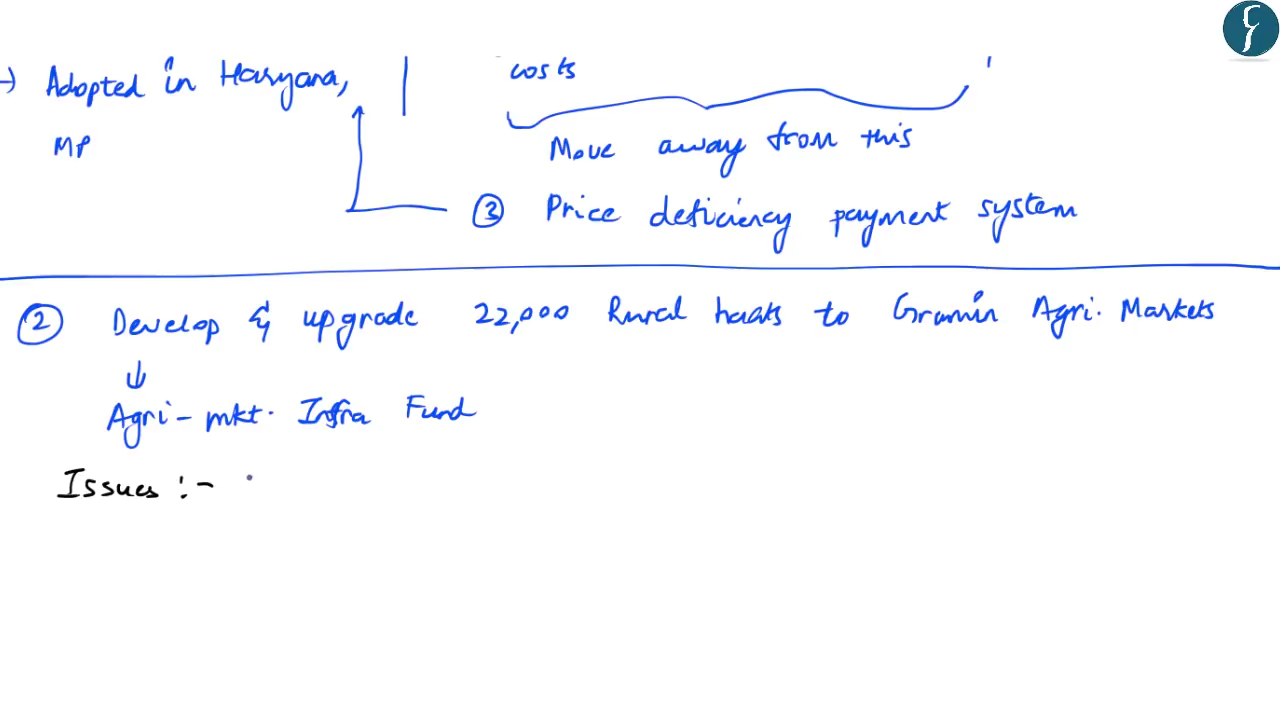 → Adopted in Haryana,
MP
costs
Move away from this
③ Price deficiency payment system
② Develop & upgrade 22,000 Rural haats to Gramin Agri. Markets
↓
Agri-mkt. Infra Fund
Issues :-